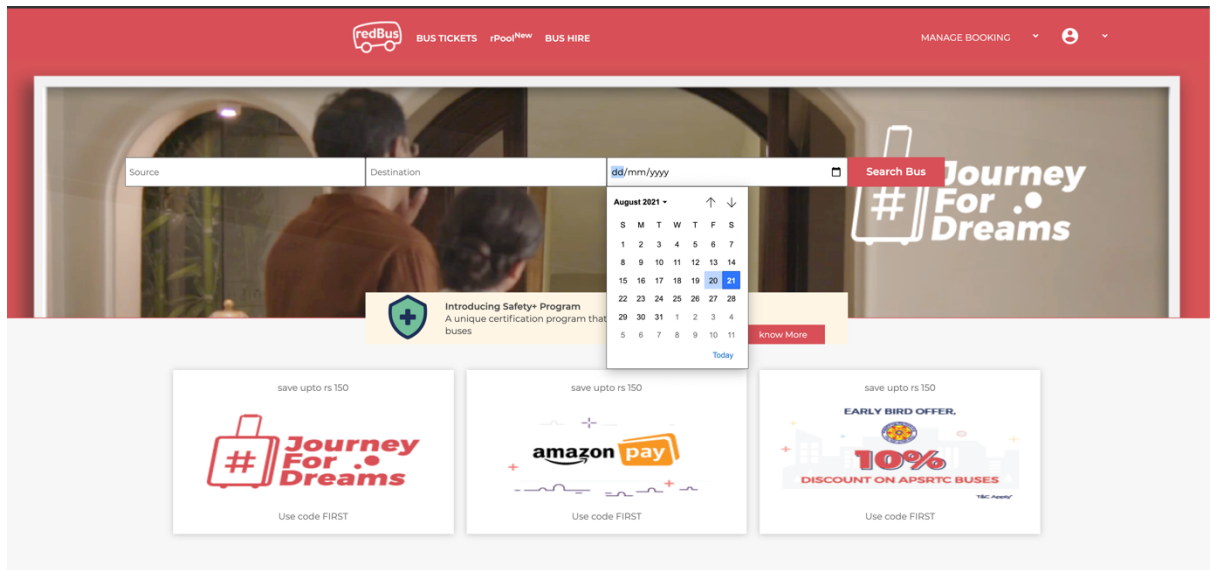 redBus
BUS TICKETS rPool New BUS HIRE
MANAGE BOOKING
Source
Destination
dd/mm/yyyy
Search Bus
# Journey
For
Dreams
August 2021
S M T W T F S
1 2 3 4 5 6 7
8 9 10 11 12 13 14
15 16 17 18 19 20 21
22 23 24 25 26 27 28
29 30 31 1 2 3 4
5 6 7 8 9 10 11
Today
Introducing Safety+ Program
A unique certification program that
buses
know More
save upto rs 150
# Journey
For
Dreams
Use code FIRST
save upto rs 150
amazon pay
Use code FIRST
save upto rs 150
EARLY BIRD OFFER,
10%
DISCOUNT ON APSRTC BUSES
T&C Apply*
Use code FIRST